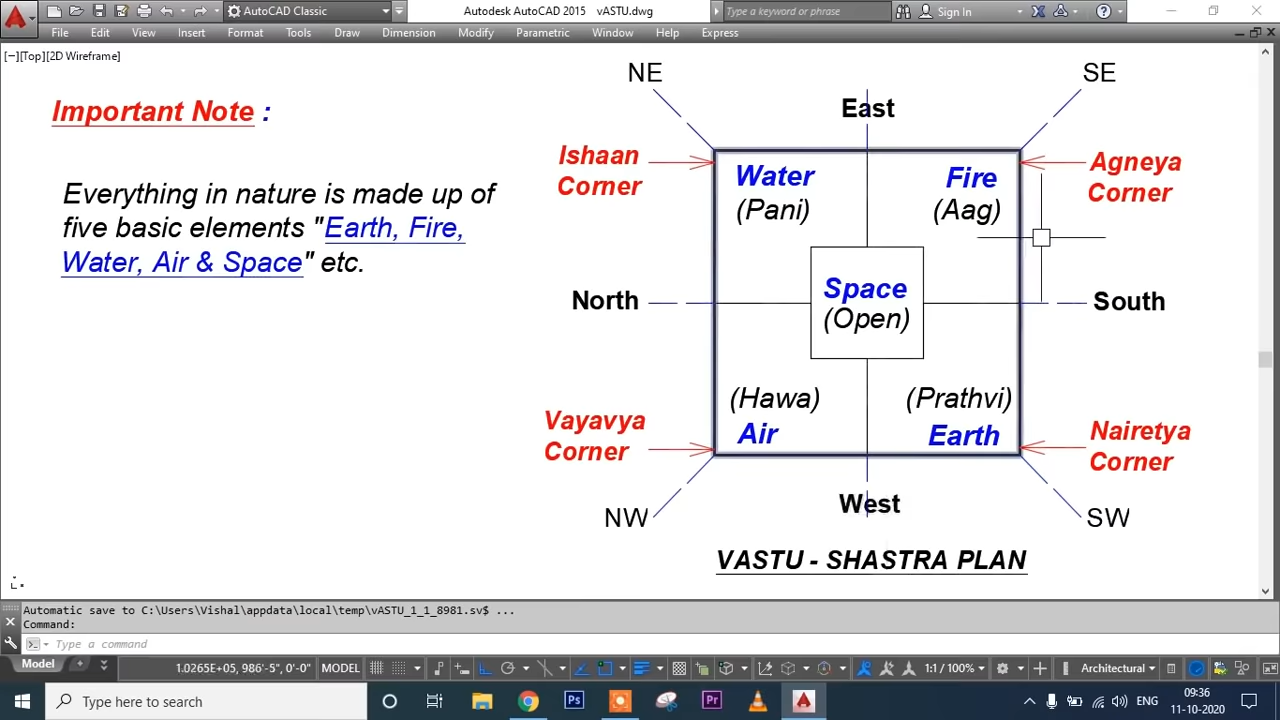 AutoCAD Classic
Autodesk AutoCAD 2015 vASTU.dwg
Type a keyword or phrase
Sign In
File Edit View Insert Format Tools Draw Dimension Modify Parametric Window Help Express
[−][Top][2D Wireframe]
Important Note :
Everything in nature is made up of
five basic elements "Earth, Fire,
Water, Air & Space" etc.
NE
SE
East
Ishaan
Corner
Water
(Pani)
Fire
(Aag)
Agneya
Corner
North
Space
(Open)
South
Vayavya
Corner
(Hawa)
Air
(Prathvi)
Earth
Nairetya
Corner
NW
West
SW
VASTU - SHASTRA PLAN
Automatic save to C:\Users\Vishal\appdata\local\temp\vASTU_1_1_8981.sv$ ...
Command:
Type a command
Model
1.0265E+05, 986'-5", 0'-0" MODEL
1:1 / 100%
Architectural
Type here to search
Ps
Pr
ENG
09:36
11-10-2020